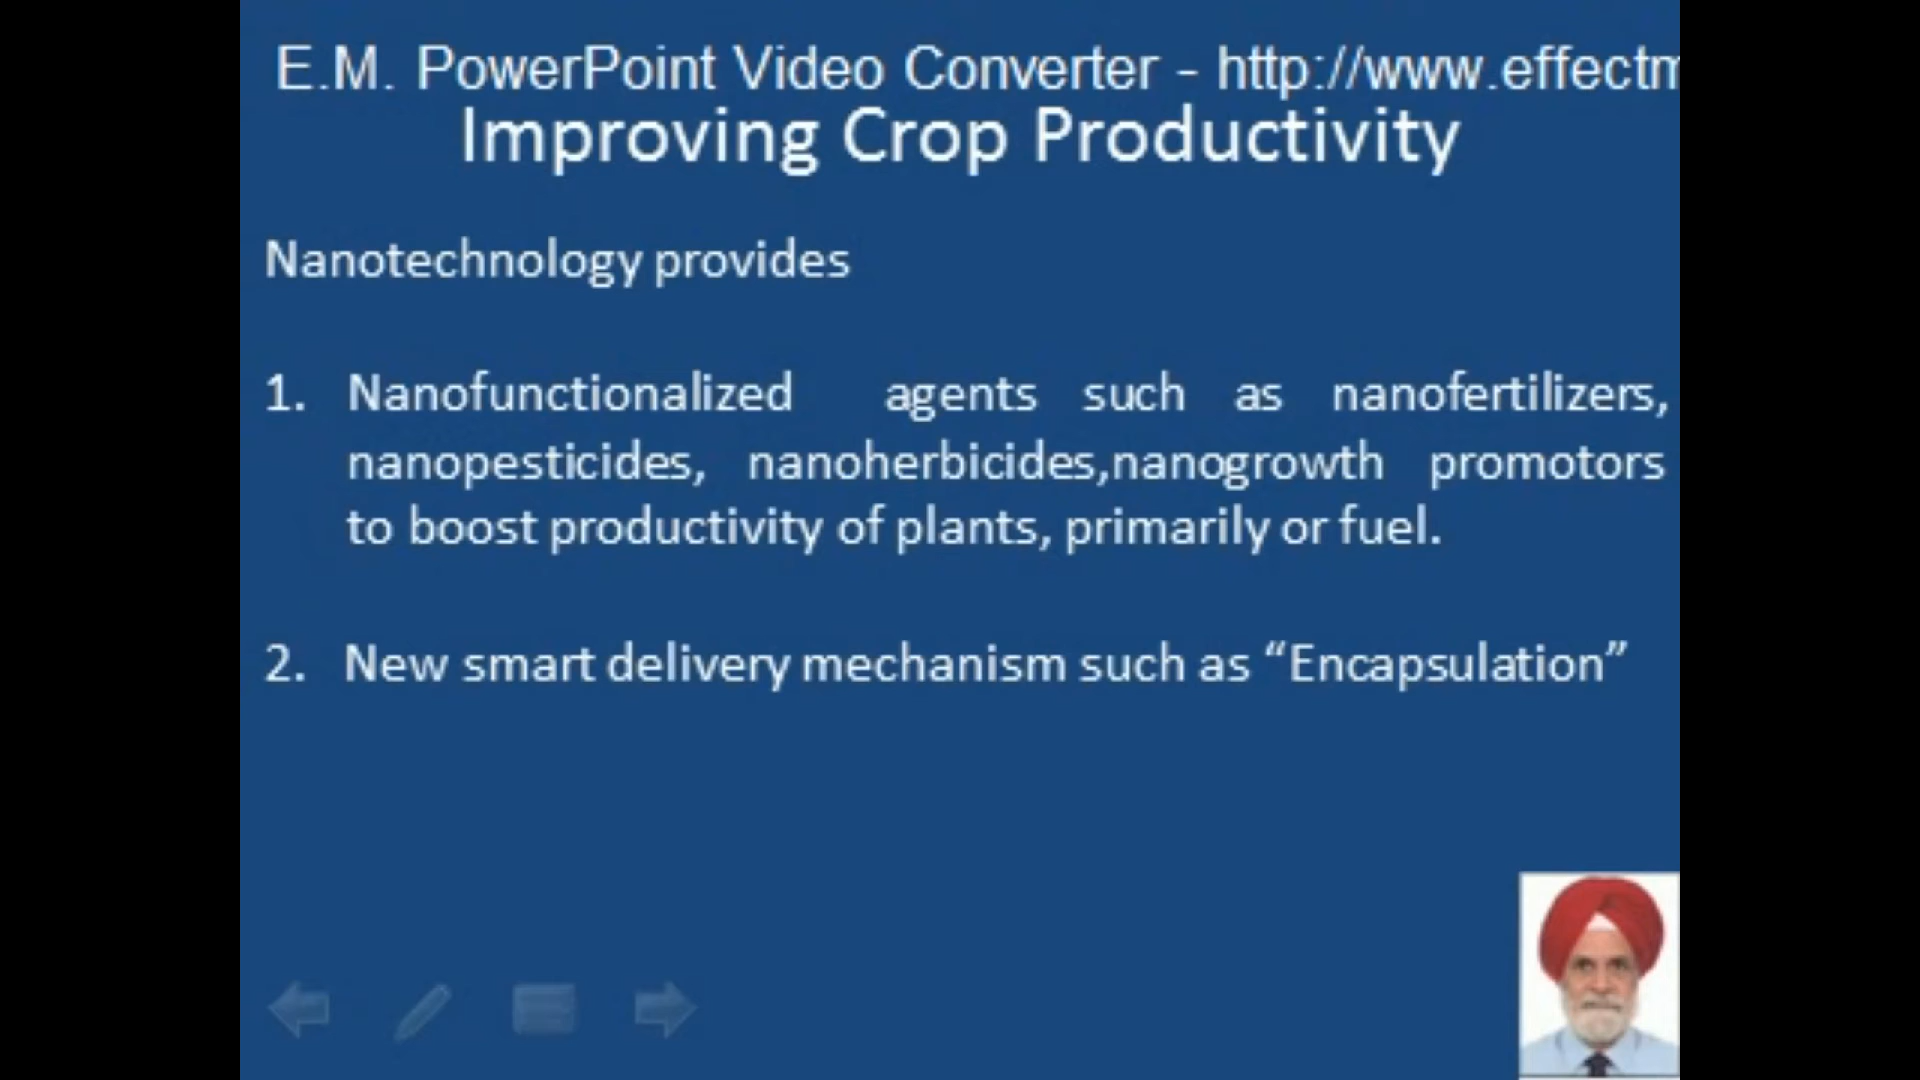 E.M. PowerPoint Video Converter - http://www.effectm
Improving Crop Productivity
Nanotechnology provides
1. Nanofunctionalized agents such as nanofertilizers,
nanopesticides, nanoherbicides,nanogrowth promotors
to boost productivity of plants, primarily or fuel.
2. New smart delivery mechanism such as “Encapsulation”